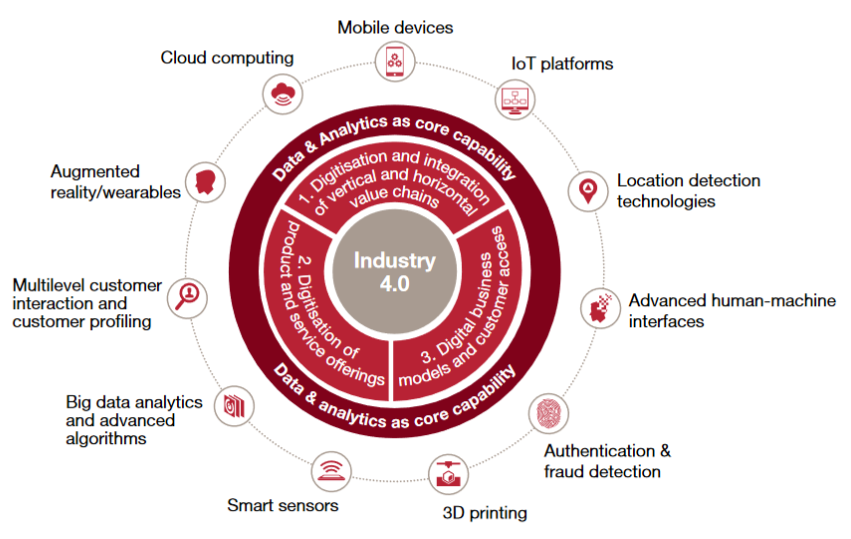 Mobile devices
Cloud computing
IoT platforms
Data & Analytics as core capability
Augmented
reality/wearables
1. Digitisation and integration
of vertical and horizontal
value chains
Location detection
technologies
Industry
4.0
2. Digitisation of
product and service offerings
3. Digital business
models and customer access
Multilevel customer
interaction and
customer profiling
Advanced human-machine
interfaces
Data & analytics as core capability
Big data analytics
and advanced
algorithms
Authentication &
fraud detection
Smart sensors
3D printing